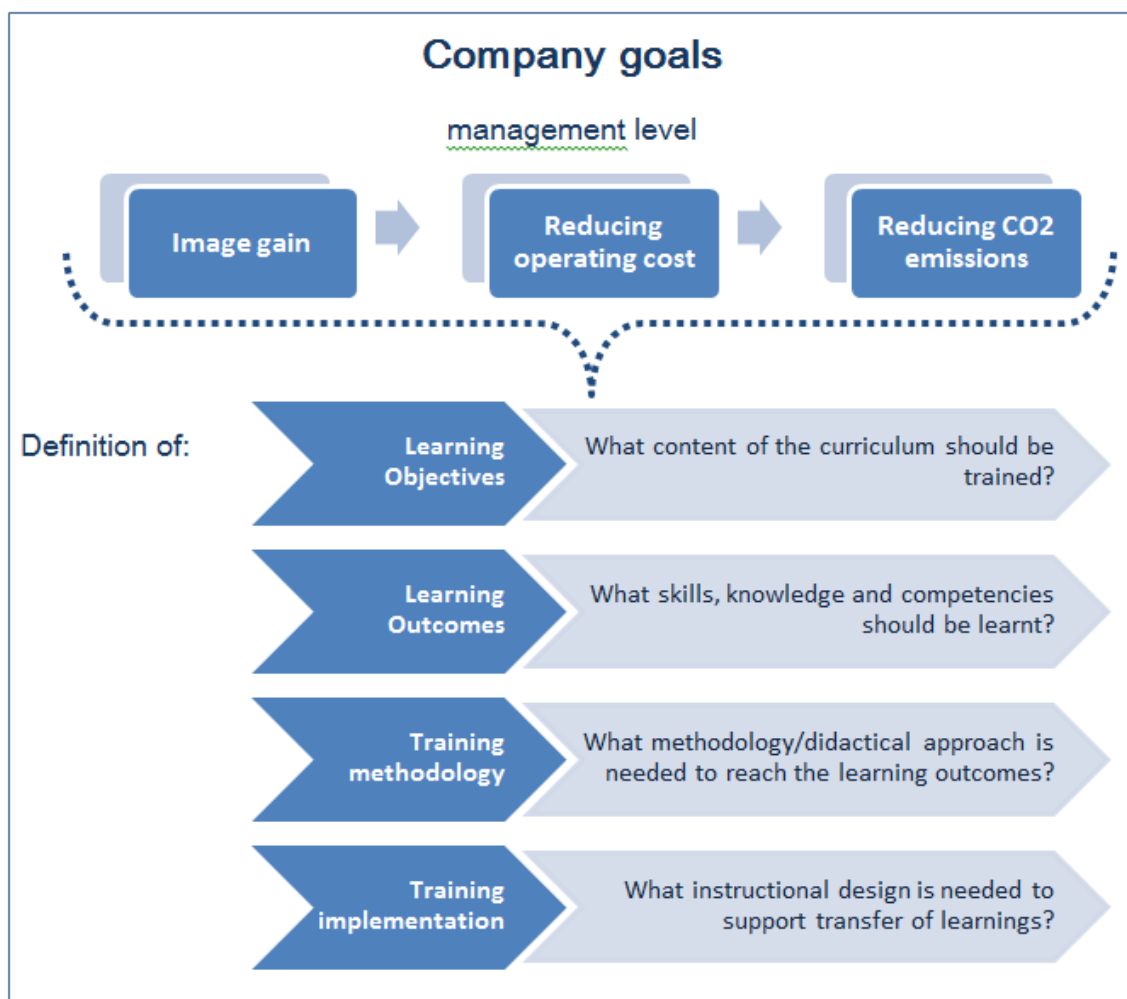 Company goals
management level
Image gain
Reducing
operating cost
Reducing CO2
emissions
Definition of:
Learning
Objectives
What content of the curriculum should be
trained?
Learning
Outcomes
What skills, knowledge and competencies
should be learnt?
Training
methodology
What methodology/didactical approach is
needed to reach the learning outcomes?
Training
implementation
What instructional design is needed to
support transfer of learnings?